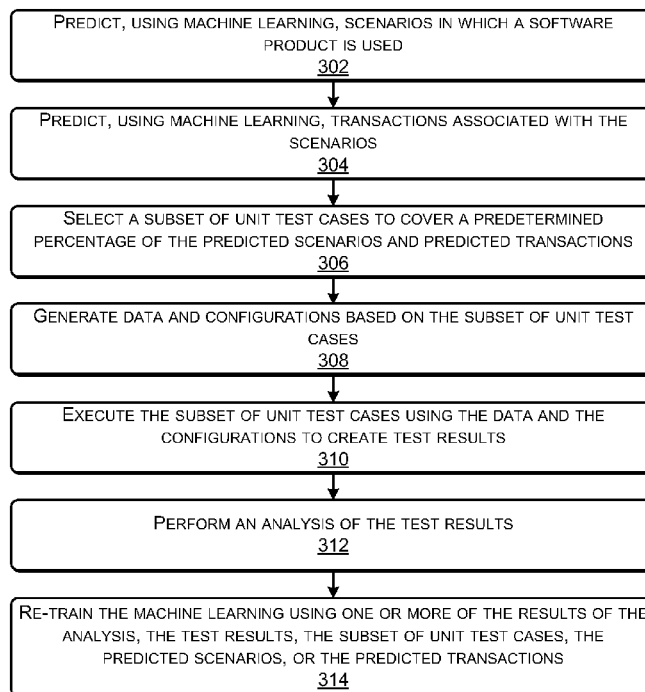 PREDICT, USING MACHINE LEARNING, SCENARIOS IN WHICH A SOFTWARE
PRODUCT IS USED
302
PREDICT, USING MACHINE LEARNING, TRANSACTIONS ASSOCIATED WITH THE
SCENARIOS
304
SELECT A SUBSET OF UNIT TEST CASES TO COVER A PREDETERMINED
PERCENTAGE OF THE PREDICTED SCENARIOS AND PREDICTED TRANSACTIONS
306
GENERATE DATA AND CONFIGURATIONS BASED ON THE SUBSET OF UNIT TEST
CASES
308
EXECUTE THE SUBSET OF UNIT TEST CASES USING THE DATA AND THE
CONFIGURATIONS TO CREATE TEST RESULTS
310
PERFORM AN ANALYSIS OF THE TEST RESULTS
312
RE-TRAIN THE MACHINE LEARNING USING ONE OR MORE OF THE RESULTS OF THE
ANALYSIS, THE TEST RESULTS, THE SUBSET OF UNIT TEST CASES, THE
PREDICTED SCENARIOS, OR THE PREDICTED TRANSACTIONS
314